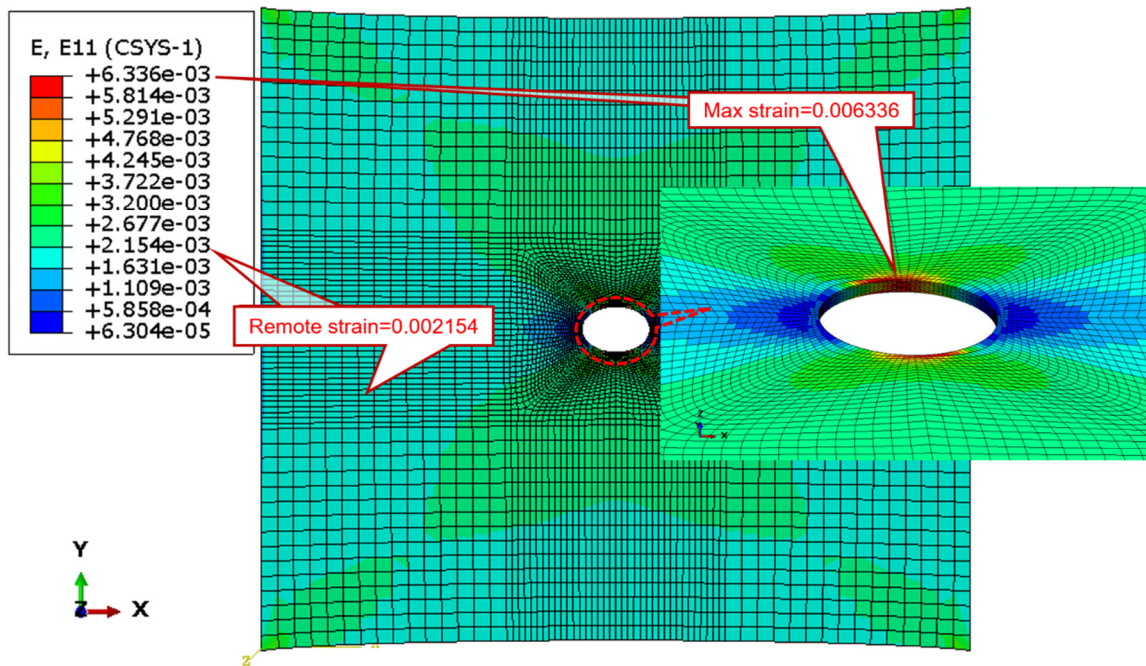 E, E11 (CSYS-1)
+6.336e-03
+5.814e-03
+5.291e-03
+4.768e-03
+4.245e-03
+3.722e-03
+3.200e-03
+2.677e-03
+2.154e-03
+1.631e-03
+1.109e-03
+5.858e-04
+6.304e-05
Max strain=0.006336
Remote strain=0.002154
Z
X
Y
Z
X
Z